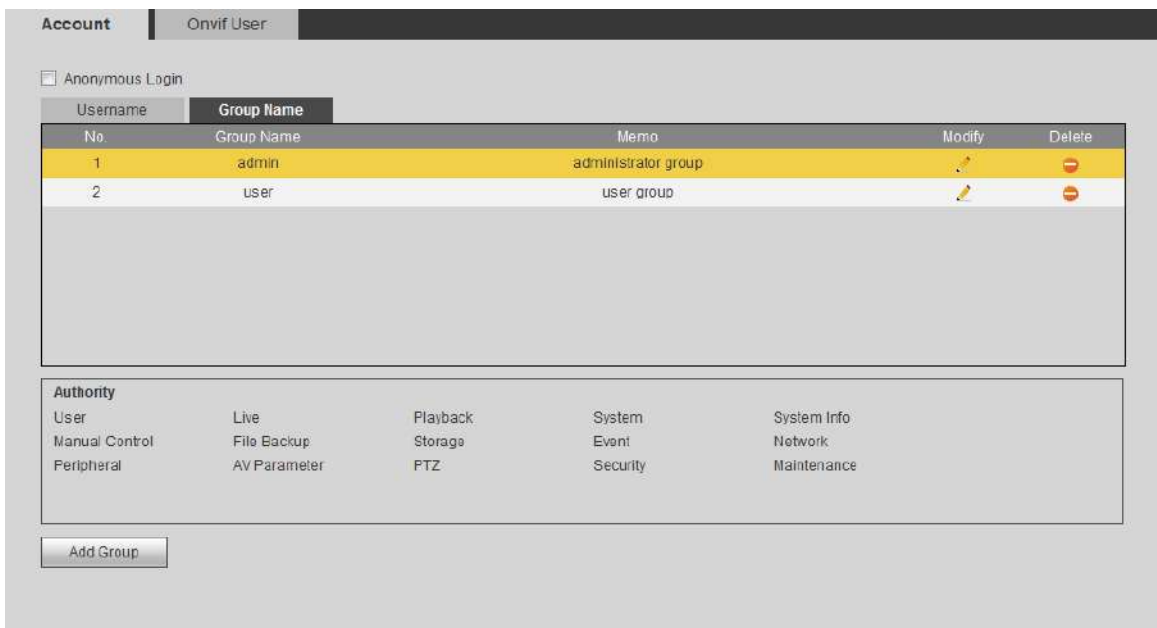 Account Onvif User
Anonymous Login
Username Group Name
No. Group Name Memo Modify Delete
1 admin administrator group
2 user user group
Authority
User Live Playback System System Info
Manual Control File Backup Storage Event Network
Peripheral AV Parameter PTZ Security Maintenance
Add Group